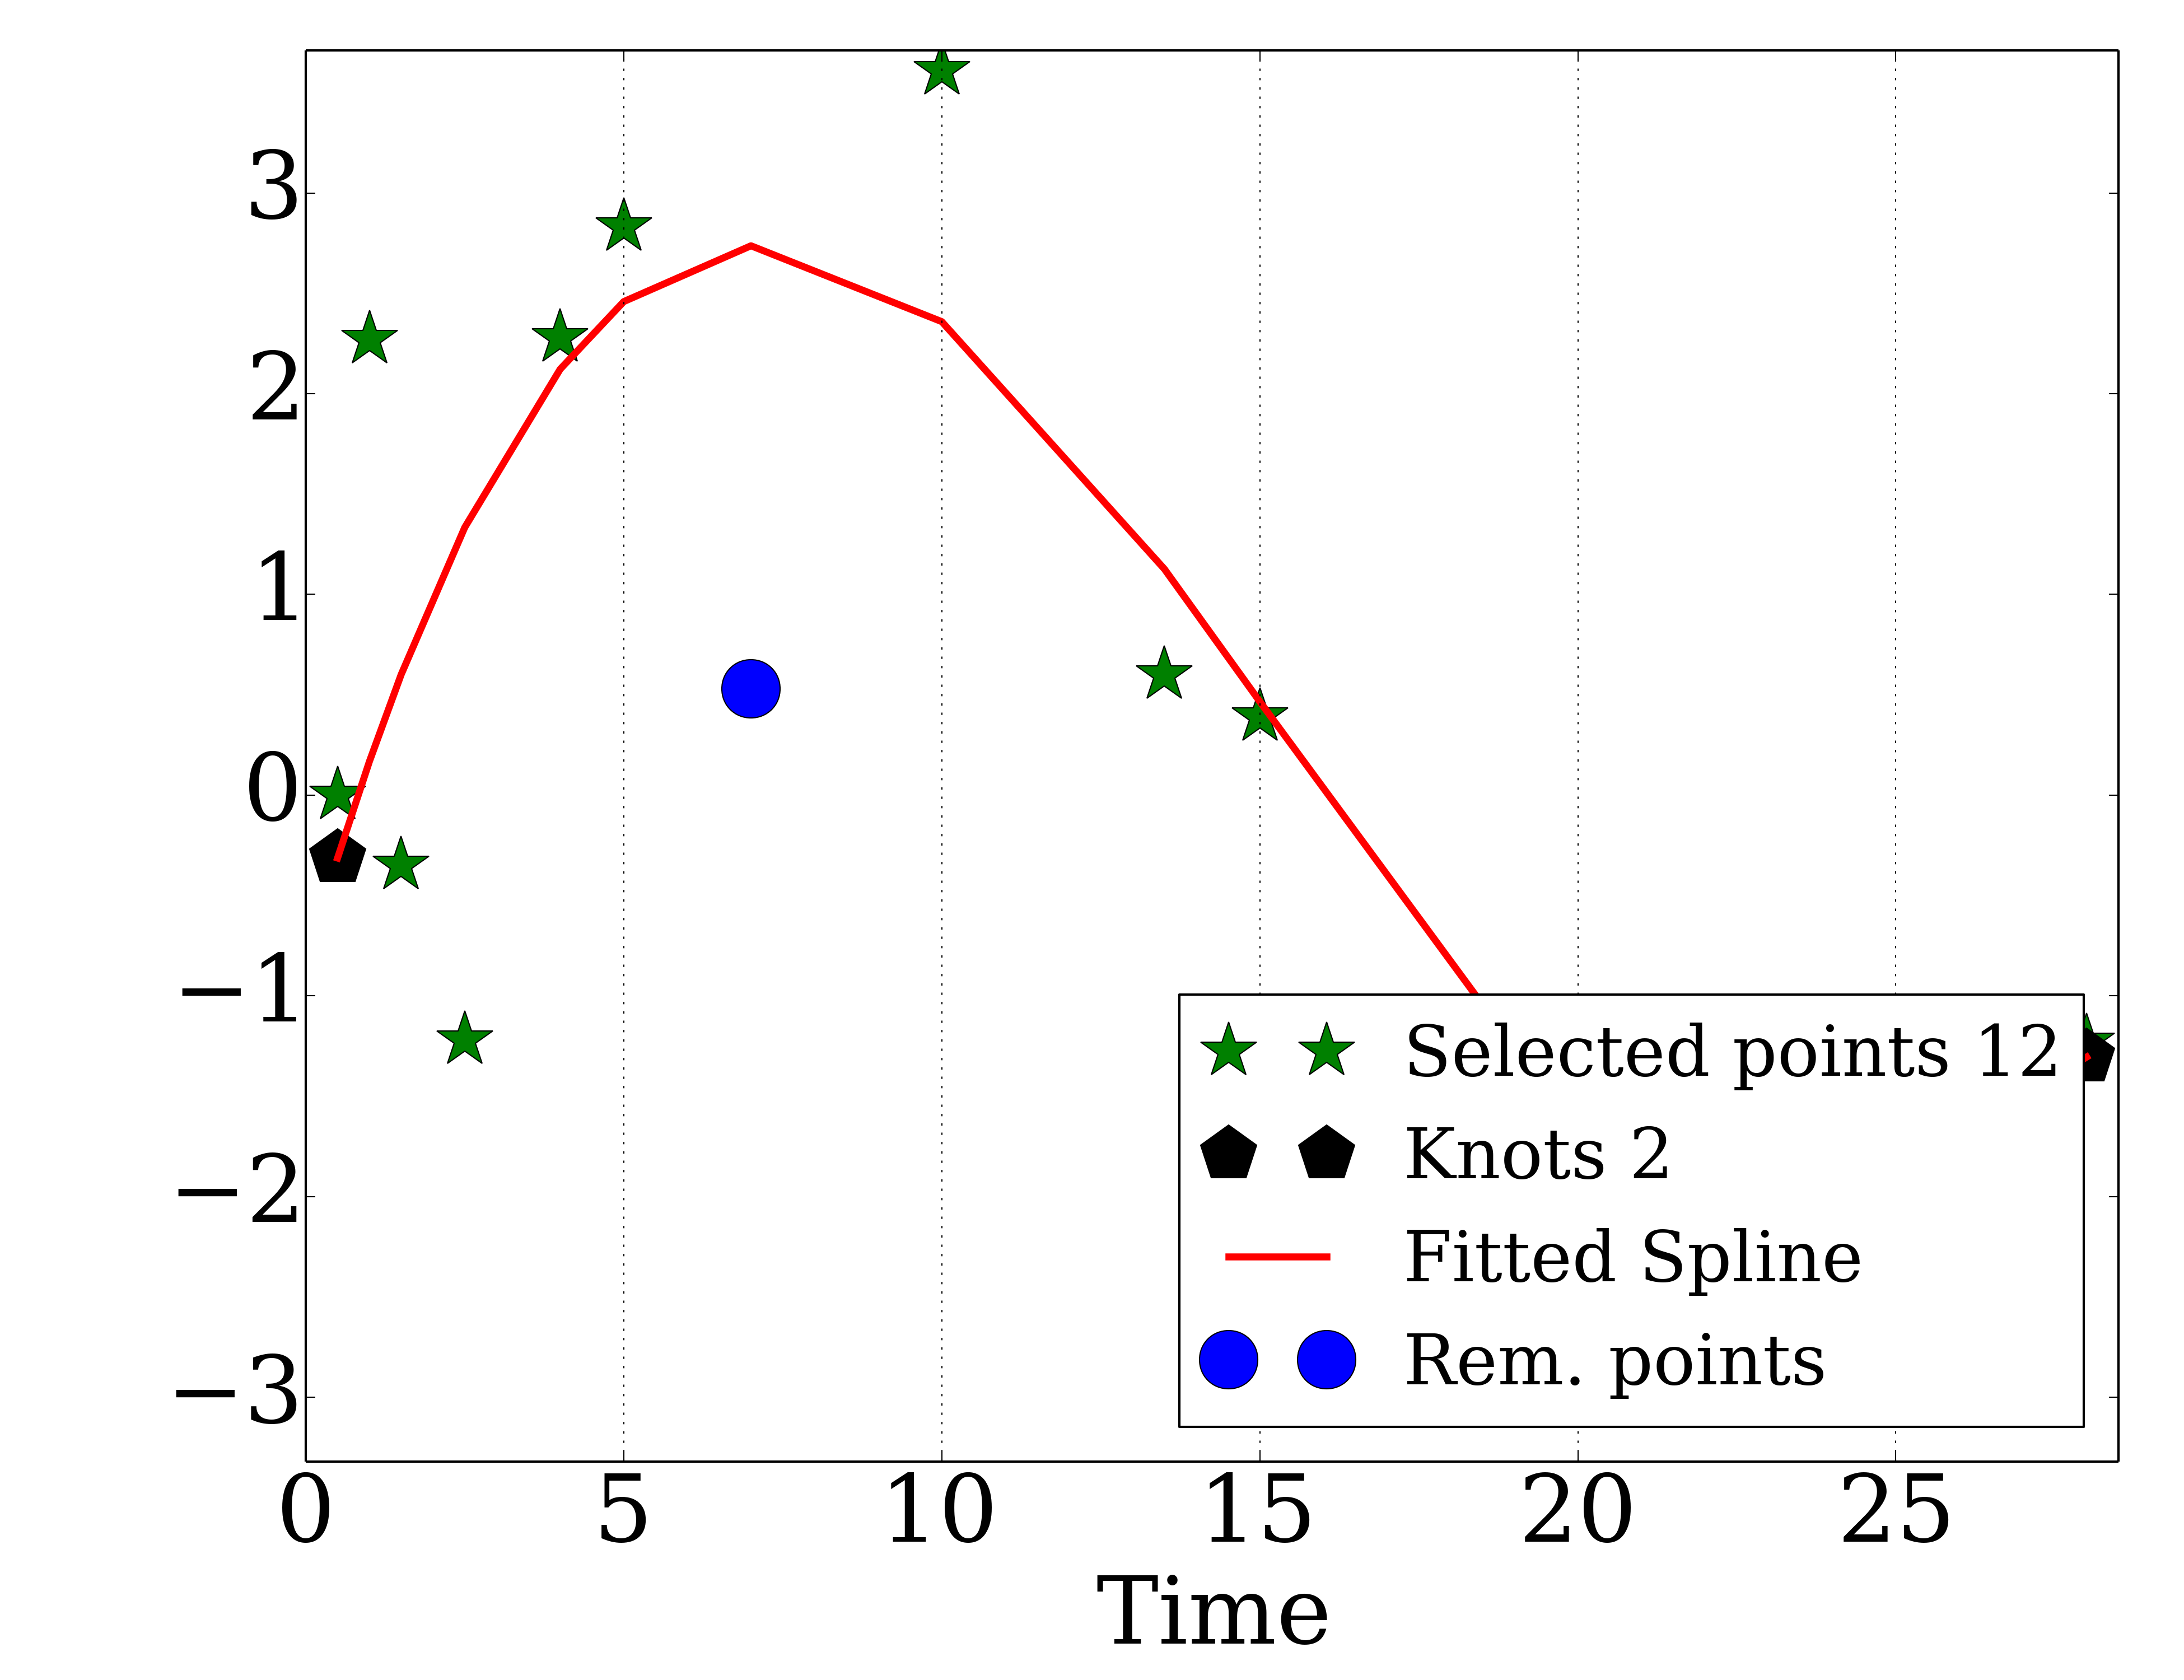 3
2
1
0
−1
−2
−3
Selected points 12
Knots 2
Fitted Spline
Rem. points
0 5 10 15 20 25
Time